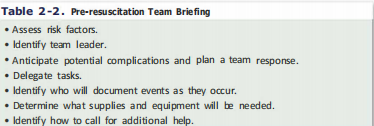 Table 2-2. Pre-resuscitation Team Briefing
• Assess risk factors.
• Identify team leader.
• Anticipate potential complications and plan a team response.
• Delegate tasks.
• Identify who will document events as they occur.
• Determine what supplies and equipment will be needed.
• Identify how to call for additional help.